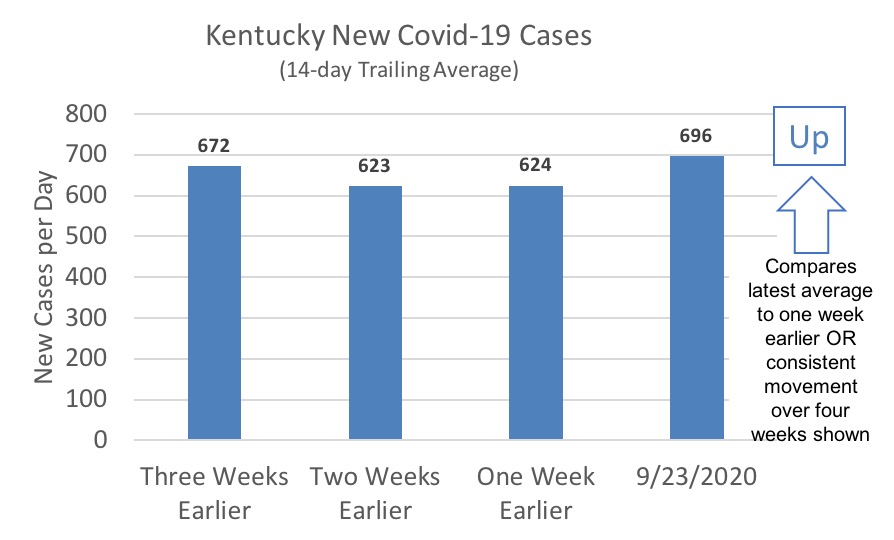 Kentucky New Covid-19 Cases
(14-day Trailing Average)
New Cases per Day
800
700
600
500
400
300
200
100
0
672
623
624
696
Three Weeks
Earlier
Two Weeks
Earlier
One Week
Earlier
9/23/2020
Up
Compares
latest average
to one week
earlier OR
consistent
movement
over four
weeks shown